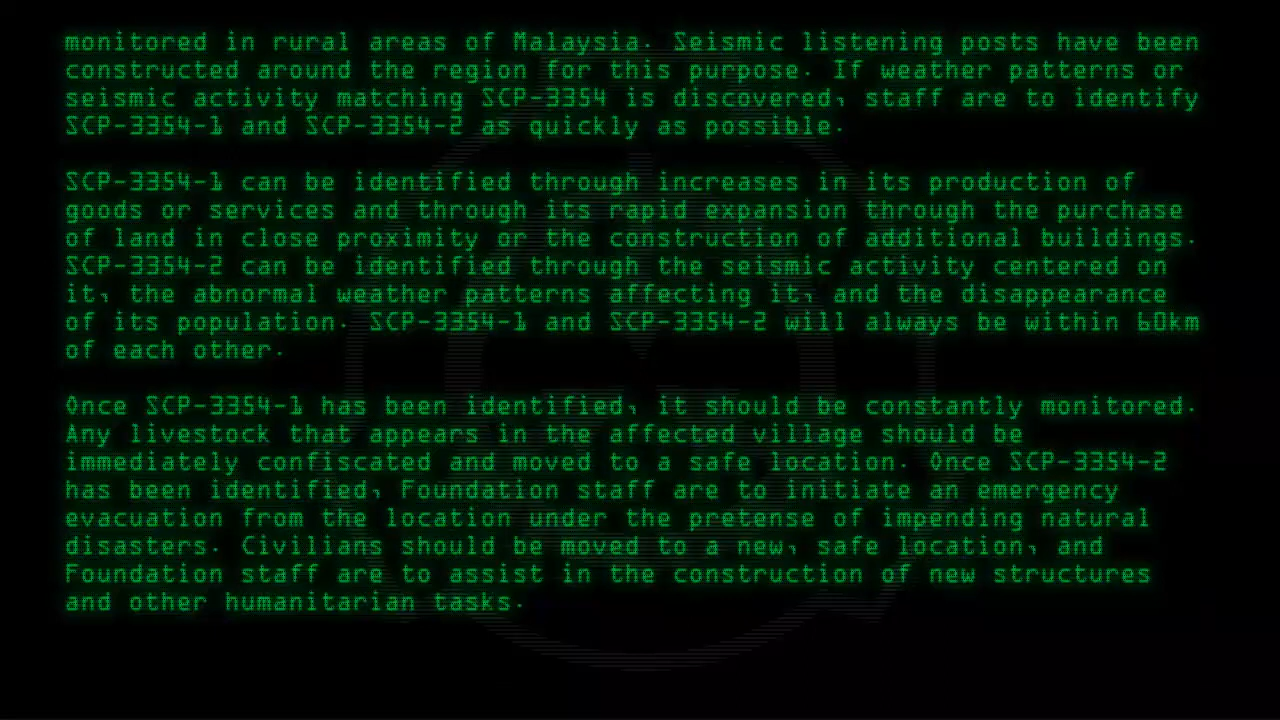 monitored in rural areas of Malaysia. Seismic listening posts have been
constructed around the region for this purpose. If weather patterns or
seismic activity matching SCP-3354 is discovered, staff are to identify
SCP-3354-1 and SCP-3354-2 as quickly as possible.
SCP-3354-1 can be identified through increases in its production of
goods or services and through its rapid expansion through the purchase
of land in close proximity or the construction of additional buildings.
SCP-3354-2 can be identified through the seismic activity centered on
it, the abnormal weather patterns affecting it, and the disappearance
of its population. SCP-3354-1 and SCP-3354-2 will always be within 60km
of each other.
Once SCP-3354-1 has been identified, it should be constantly monitored.
Any livestock that appears in the affected village should be
immediately confiscated and moved to a safe location. Once SCP-3354-2
has been identified, Foundation staff are to initiate an emergency
evacuation from the location under the pretense of impending natural
disasters. Civilians should be moved to a new, safe location, and
Foundation staff are to assist in the construction of new structures
and other humanitarian tasks.